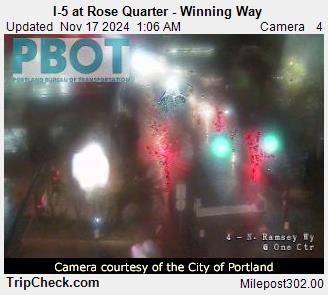 I-5 at Rose Quarter - Winning Way
Updated Nov 17 2024 1:06 AM Camera 4
PBOT
PORTLAND BUREAU OF TRANSPORTATION
4 - N. Ramsey Wy
@ One Ctr
Camera courtesy of the City of Portland
TripCheck.com Milepost302.00